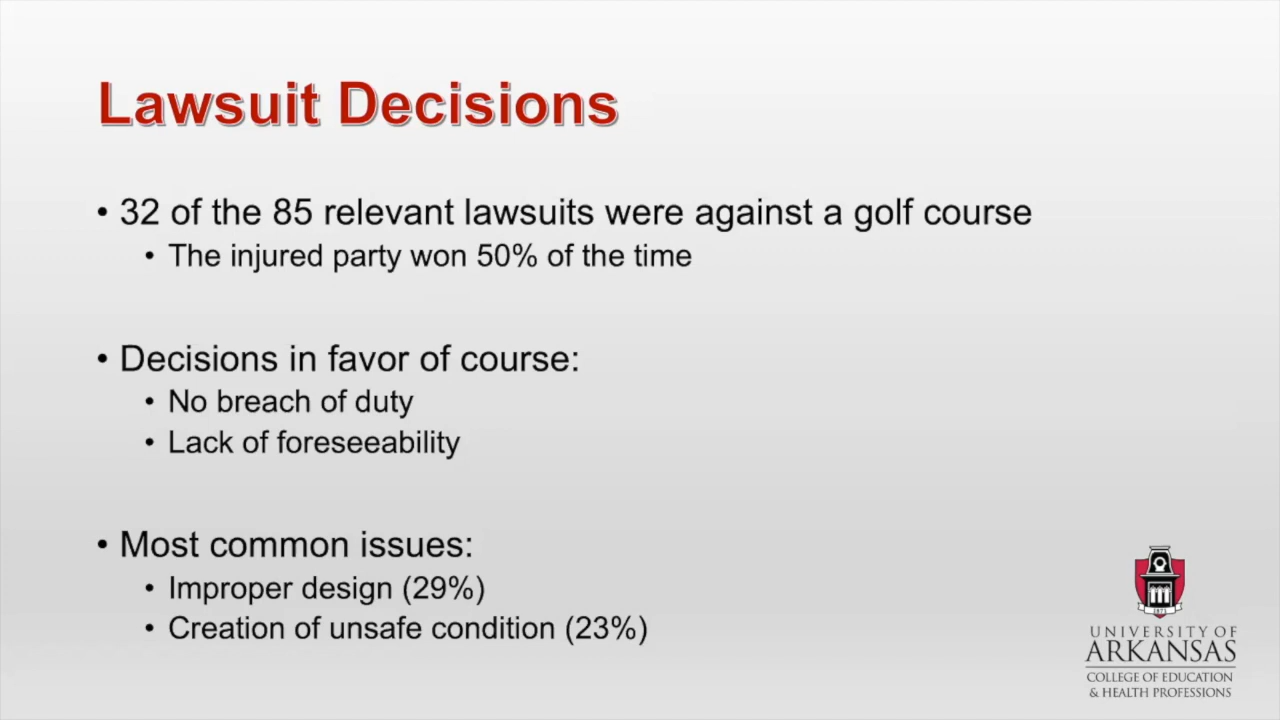 Lawsuit Decisions
• 32 of the 85 relevant lawsuits were against a golf course
• The injured party won 50% of the time
• Decisions in favor of course:
• No breach of duty
• Lack of foreseeability
• Most common issues:
• Improper design (29%)
• Creation of unsafe condition (23%)
1871
UNIVERSITY OF
ARKANSAS
COLLEGE OF EDUCATION
& HEALTH PROFESSIONS